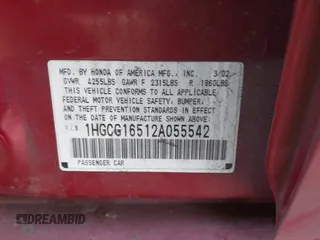 MFD. BY HONDA OF AMERICA MFG., INC. 3/02
GVWR 4255LBS GAWR F 2315LBS R 1860LBS
THIS VEHICLE CONFORMS TO ALL APPLICABLE
FEDERAL MOTOR VEHICLE SAFETY, BUMPER,
AND THEFT PREVENTION STANDARDS IN EFFECT
ON THE DATE OF MANUFACTURE SHOWN ABOVE.
V.I.N. 1HGCG16512A055542
PASSENGER CAR
DREAMBID